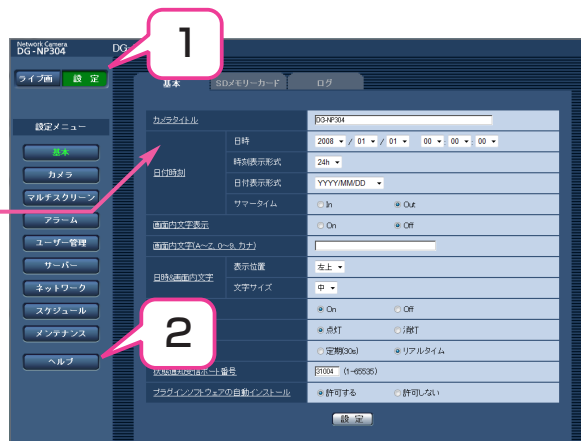 Network Camera
DG-NP304 DG-
1
ライブ画 設 定
基本 SDメモリーカード ログ
設定メニュー
基本
カメラ
マルチスクリーン
アラーム
ユーザー管理
サーバー
ネットワーク
スケジュール
メンテナンス
ヘルプ
2
カメラタイトル DG-NP304
日付時刻
日時 2008 / 01 / 01 00 : 00 : 00
時刻表示形式 24h
日付表示形式 YYYY/MM/DD
サマータイム In Out
画面内文字表示 On Off
画面内文字(A~Z, 0~9, カナ)
日時&画面内文字
表示位置 左上
文字サイズ 中
On Off
点灯 消灯
定期(30s) リアルタイム
ポート番号 31004 (1-65535)
プラグインソフトウェアの自動インストール 許可する 許可しない
設 定